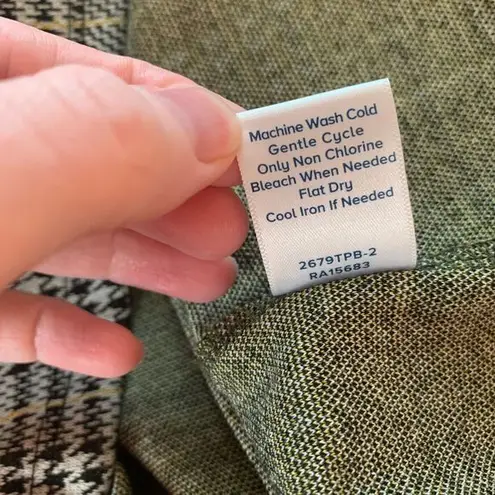 Machine Wash Cold
Gentle Cycle
Only Non Chlorine
Bleach When Needed
Flat Dry
Cool Iron If Needed
2679TPB-2
RA15683